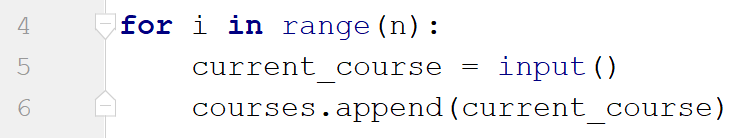 4 for i in range(n):
5     current_course = input()
6     courses.append(current_course)